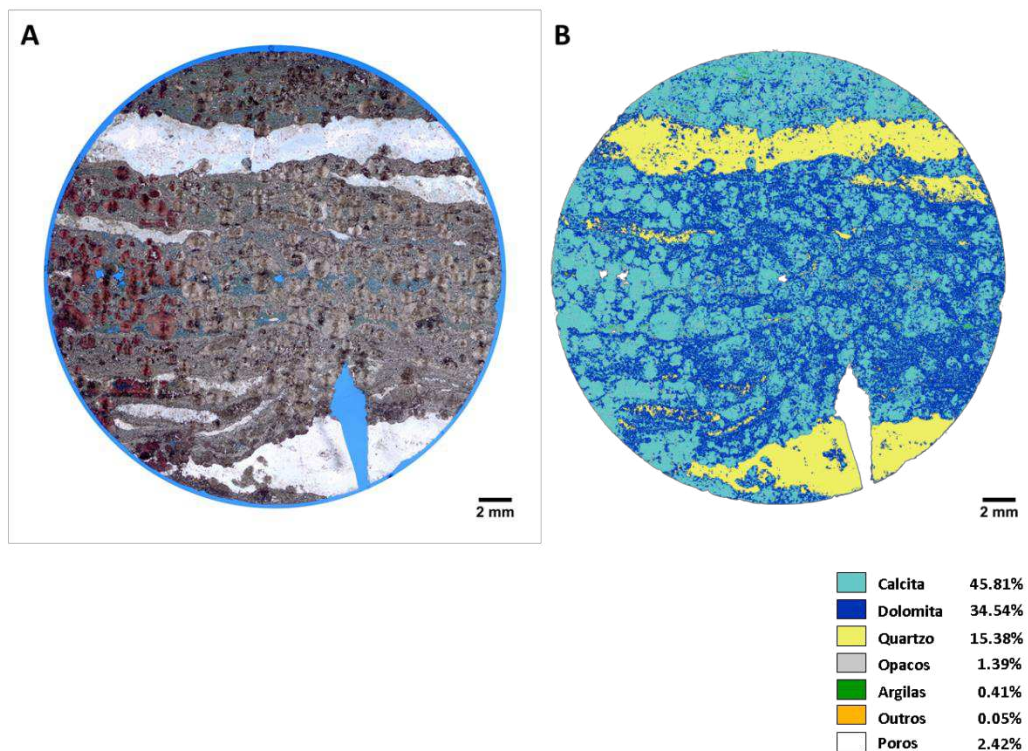 A
B
2 mm
2 mm
Calcita 45.81%
Dolomita 34.54%
Quartzo 15.38%
Opacos 1.39%
Argilas 0.41%
Outros 0.05%
Poros 2.42%